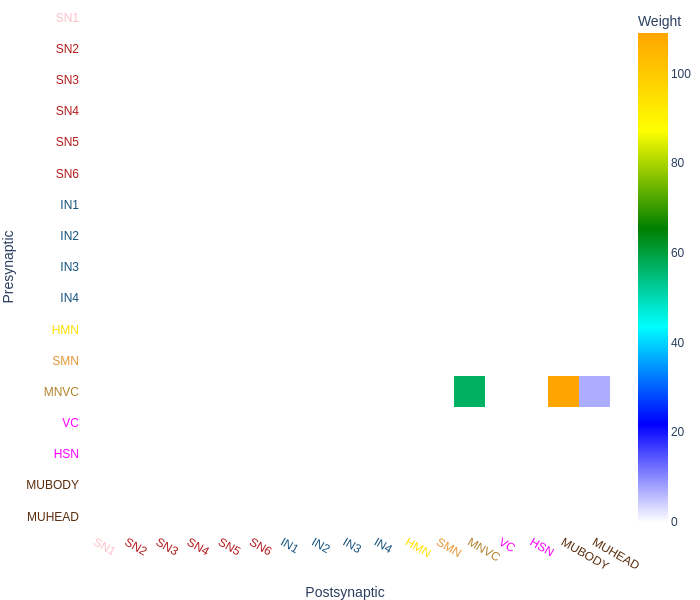 Weight
SN1
SN2
SN3
SN4
SN5
SN6
IN1
IN2
IN3
IN4
HMN
SMN
MNVC
VC
HSN
MUBODY
MUHEAD
Presynaptic
100
80
60
40
20
0
SN1 SN2 SN3 SN4 SN5 SN6 IN1 IN2 IN3 IN4 HMN SMN MNVC VC HSN MUBODY MUHEAD
Postsynaptic